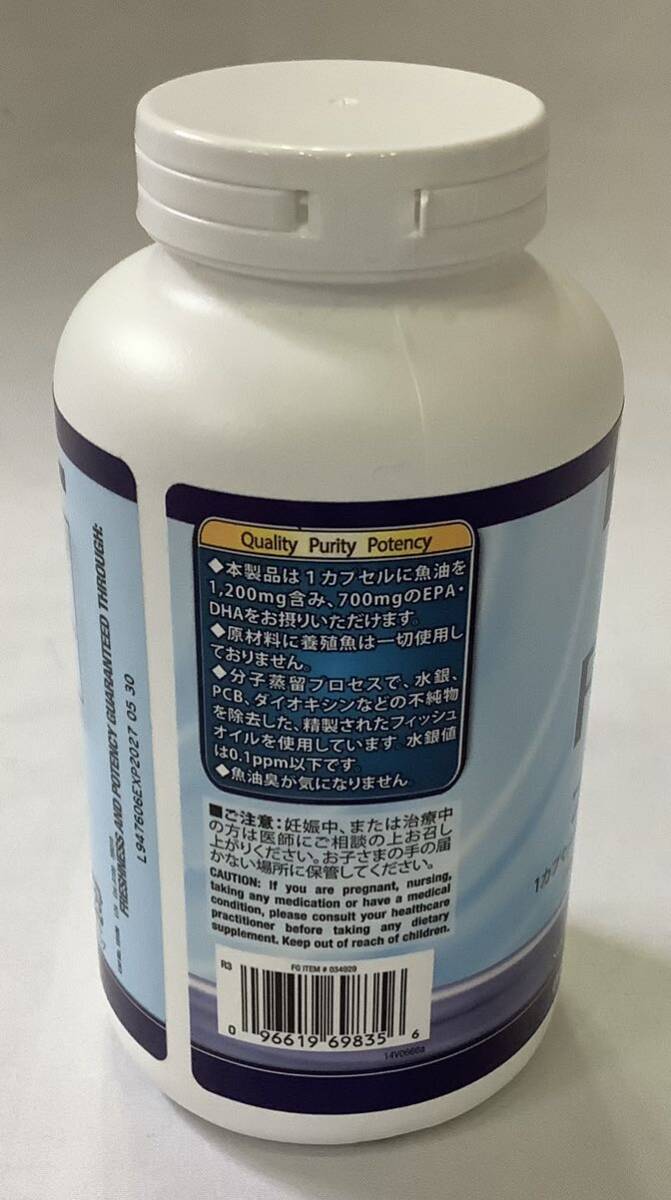 Quality Purity Potency
◆本製品は1カプセルに魚油を
1,200mg含み、700mgのEPA・
DHAをお摂りいただけます。
◆原材料に養殖魚は一切使用し
ておりません。
◆分子蒸留プロセスで、水銀、
PCB、ダイオキシンなどの不純物
を除去した、精製されたフィッシュ
オイルを使用しています。水銀値
は0.1ppm以下です。
◆魚油臭が気になりません。
■ご注意:妊娠中、または治療中
の方は医師にご相談の上お召し
上がりください。お子さまの手の届
かない場所に保管してください。
CAUTION: If you are pregnant, nursing,
taking any medication or have a medical
condition, please consult your healthcare
practitioner before taking any dietary
supplement. Keep out of reach of children.
R3
FG ITEM # 034929
0 96619 69835 6
14V0666a
FRESHNESS AND POTENCY GUARANTEED THROUGH:
L947606EXP2027 05 30
1カプセ